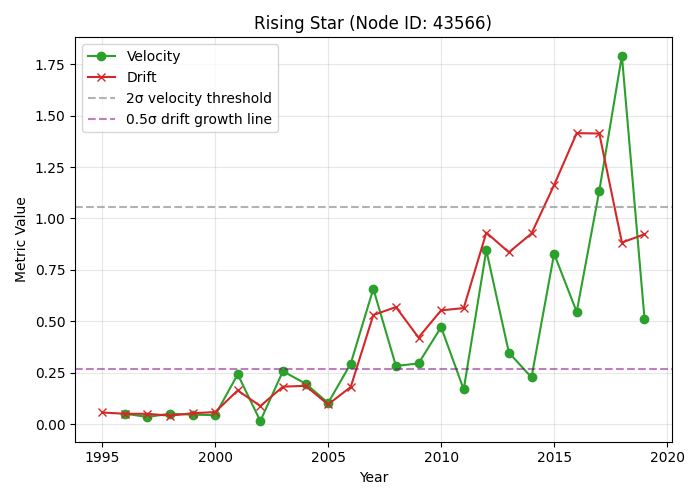 Rising Star (Node ID: 43566)
Velocity
Drift
2σ velocity threshold
0.5σ drift growth line
Metric Value
1.75
1.50
1.25
1.00
0.75
0.50
0.25
0.00
1995
2000
2005
2010
2015
2020
Year